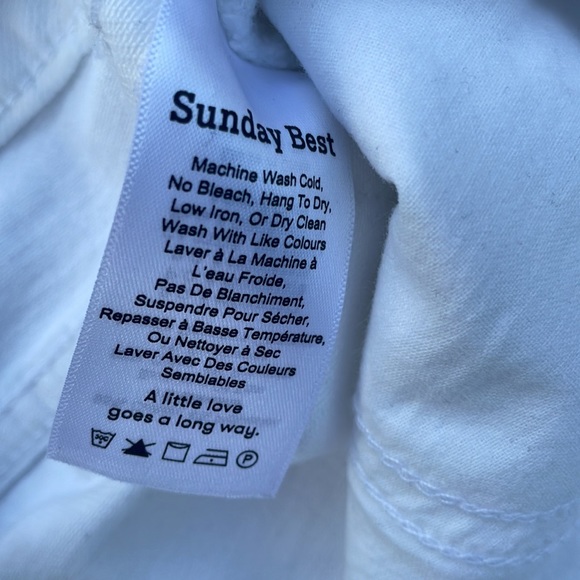 Sunday Best
Machine Wash Cold,
No Bleach, Hang To Dry,
Low Iron, Or Dry Clean
Wash With Like Colours
Laver à La Machine à
L'eau Froide,
Pas De Blanchiment,
Suspendre Pour Sécher,
Repasser à Basse Température,
Ou Nettoyer à Sec
Laver Avec Des Couleurs
Semblables
A little love
goes a long way.
30C P